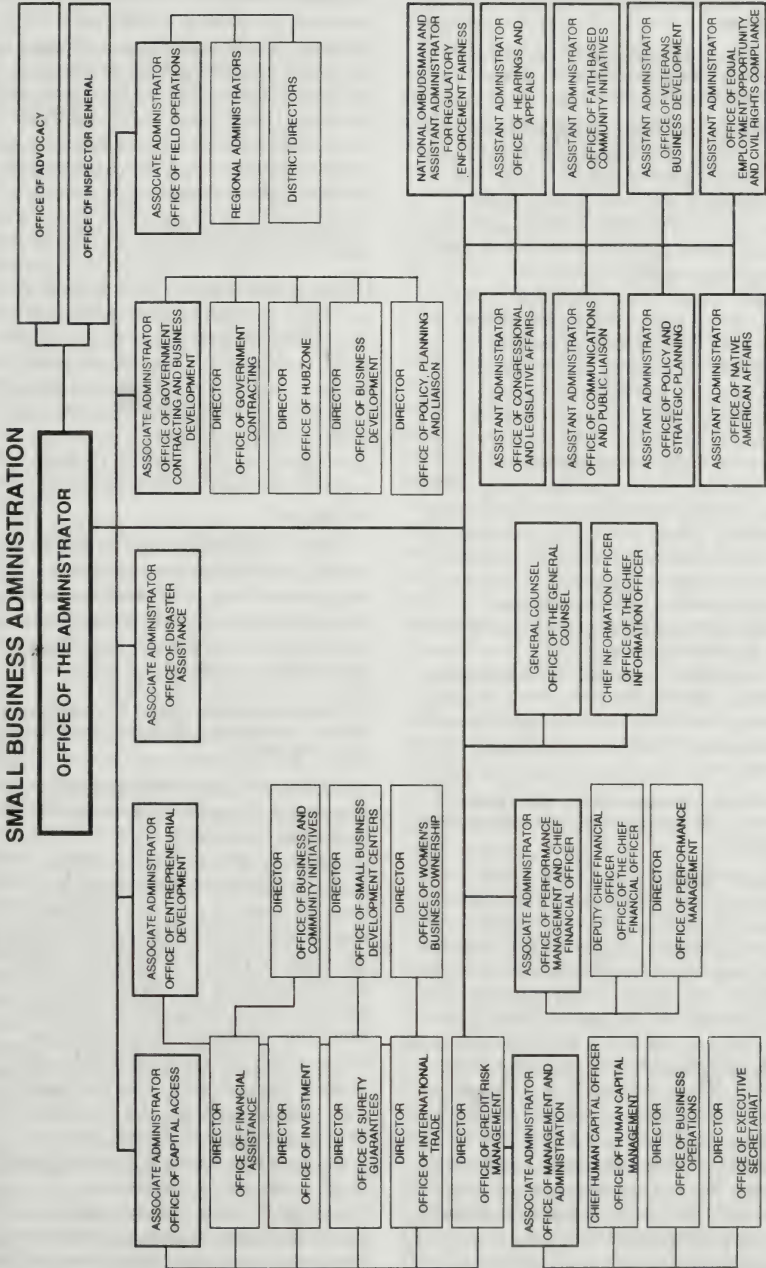 SMALL BUSINESS ADMINISTRATION
OFFICE OF THE ADMINISTRATOR
OFFICE OF ADVOCACY
OFFICE OF INSPECTOR GENERAL
ASSOCIATE ADMINISTRATOR
OFFICE OF CAPITAL ACCESS
DIRECTOR
OFFICE OF FINANCIAL
ASSISTANCE
DIRECTOR
OFFICE OF INVESTMENT
DIRECTOR
OFFICE OF SURETY
GUARANTEES
DIRECTOR
OFFICE OF INTERNATIONAL
TRADE
DIRECTOR
OFFICE OF CREDIT RISK
MANAGEMENT
ASSOCIATE ADMINISTRATOR
OFFICE OF ENTREPRENEURIAL
DEVELOPMENT
DIRECTOR
OFFICE OF BUSINESS AND
COMMUNITY INITIATIVES
DIRECTOR
OFFICE OF SMALL BUSINESS
DEVELOPMENT CENTERS
DIRECTOR
OFFICE OF WOMEN'S
BUSINESS OWNERSHIP
ASSOCIATE ADMINISTRATOR
OFFICE OF DISASTER
ASSISTANCE
ASSOCIATE ADMINISTRATOR
OFFICE OF GOVERNMENT
CONTRACTING AND BUSINESS
DEVELOPMENT
DIRECTOR
OFFICE OF GOVERNMENT
CONTRACTING
DIRECTOR
OFFICE OF HUBZONE
DIRECTOR
OFFICE OF BUSINESS
DEVELOPMENT
DIRECTOR
OFFICE OF POLICY, PLANNING
AND LIAISON
ASSOCIATE ADMINISTRATOR
OFFICE OF FIELD OPERATIONS
REGIONAL ADMINISTRATORS
DISTRICT DIRECTORS
ASSOCIATE ADMINISTRATOR
OFFICE OF MANAGEMENT AND
ADMINISTRATION
CHIEF HUMAN CAPITAL OFFICER
OFFICE OF HUMAN CAPITAL
MANAGEMENT
DIRECTOR
OFFICE OF BUSINESS
OPERATIONS
DIRECTOR
OFFICE OF EXECUTIVE
SECRETARIAT
ASSOCIATE ADMINISTRATOR
OFFICE OF PERFORMANCE
MANAGEMENT AND CHIEF
FINANCIAL OFFICER
DEPUTY CHIEF FINANCIAL
OFFICER
OFFICE OF THE CHIEF
FINANCIAL OFFICER
DIRECTOR
OFFICE OF PERFORMANCE
MANAGEMENT
GENERAL COUNSEL
OFFICE OF THE GENERAL
COUNSEL
CHIEF INFORMATION OFFICER
OFFICE OF THE CHIEF
INFORMATION OFFICER
NATIONAL OMBUDSMAN AND
ASSISTANT ADMINISTRATOR
FOR REGULATORY
ENFORCEMENT FAIRNESS
ASSISTANT ADMINISTRATOR
OFFICE OF CONGRESSIONAL
AND LEGISLATIVE AFFAIRS
ASSISTANT ADMINISTRATOR
OFFICE OF HEARINGS AND
APPEALS
ASSISTANT ADMINISTRATOR
OFFICE OF COMMUNICATIONS
AND PUBLIC LIAISON
ASSISTANT ADMINISTRATOR
OFFICE OF FAITH BASED
COMMUNITY INITIATIVES
ASSISTANT ADMINISTRATOR
OFFICE OF POLICY AND
STRATEGIC PLANNING
ASSISTANT ADMINISTRATOR
OFFICE OF VETERANS
BUSINESS DEVELOPMENT
ASSISTANT ADMINISTRATOR
OFFICE OF NATIVE
AMERICAN AFFAIRS
ASSISTANT ADMINISTRATOR
OFFICE OF EQUAL
EMPLOYMENT OPPORTUNITY
AND CIVIL RIGHTS COMPLIANCE